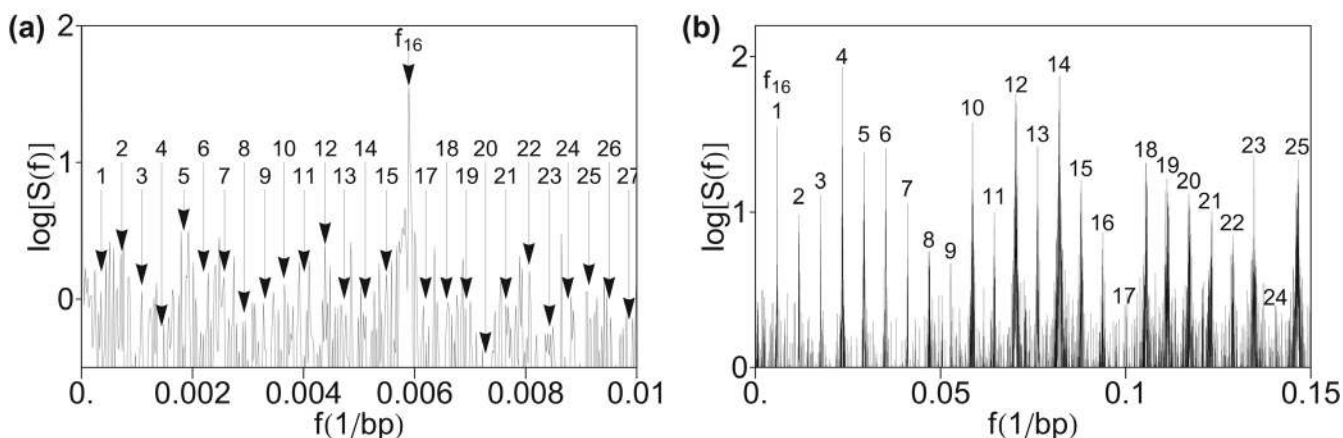 (a)
2
1
0
log[S(f)]
f16
2 4 6 8 10 12 14 16 18 20 22 24 26
1 3 5 7 9 11 13 15 17 19 21 23 25 27
0. 0.002 0.004 0.006 0.008 0.01
f(1/bp)
(b)
2
1
0
log[S(f)]
f16
1 2 3 4 5 6 7 8 9 10 11 12 13 14 15 16 17 18 19 20 21 22 23 24 25
0. 0.05 0.1 0.15
f(1/bp)